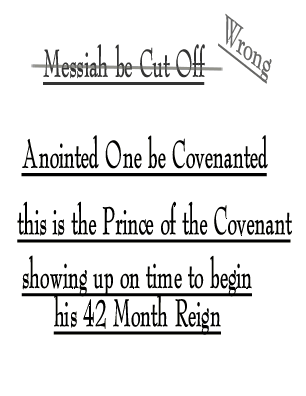 Messiah be Cut Off
Wrong
Anointed One be Covenanted
this is the Prince of the Covenant
showing up on time to begin
his 42 Month Reign